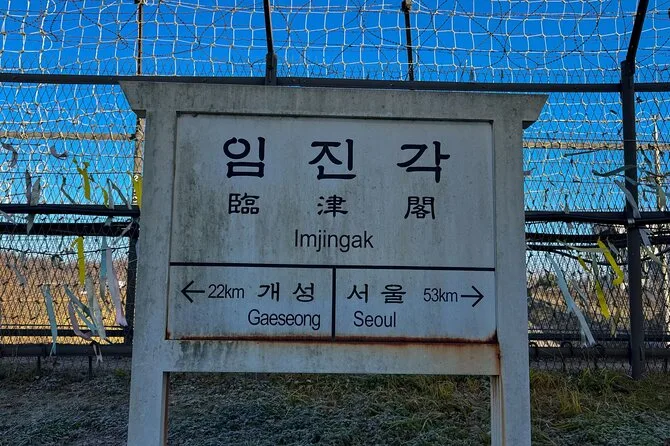 임진각
臨津閣
Imjingak
← 22km 개성
Gaeseong
서울 53km →
Seoul